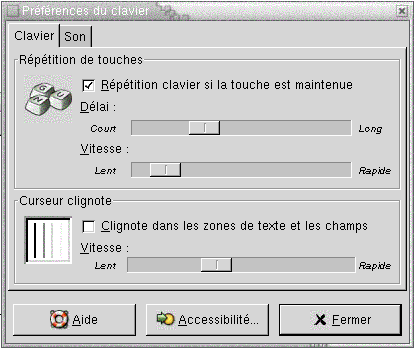 Préférences du clavier
Clavier Son
Répétition de touches
Répétition clavier si la touche est maintenue
Délai :
Court Long
Vitesse :
Lent Rapide
Curseur clignote
Clignote dans les zones de texte et les champs
Vitesse :
Lent Rapide
Aide Accessibilité... Fermer